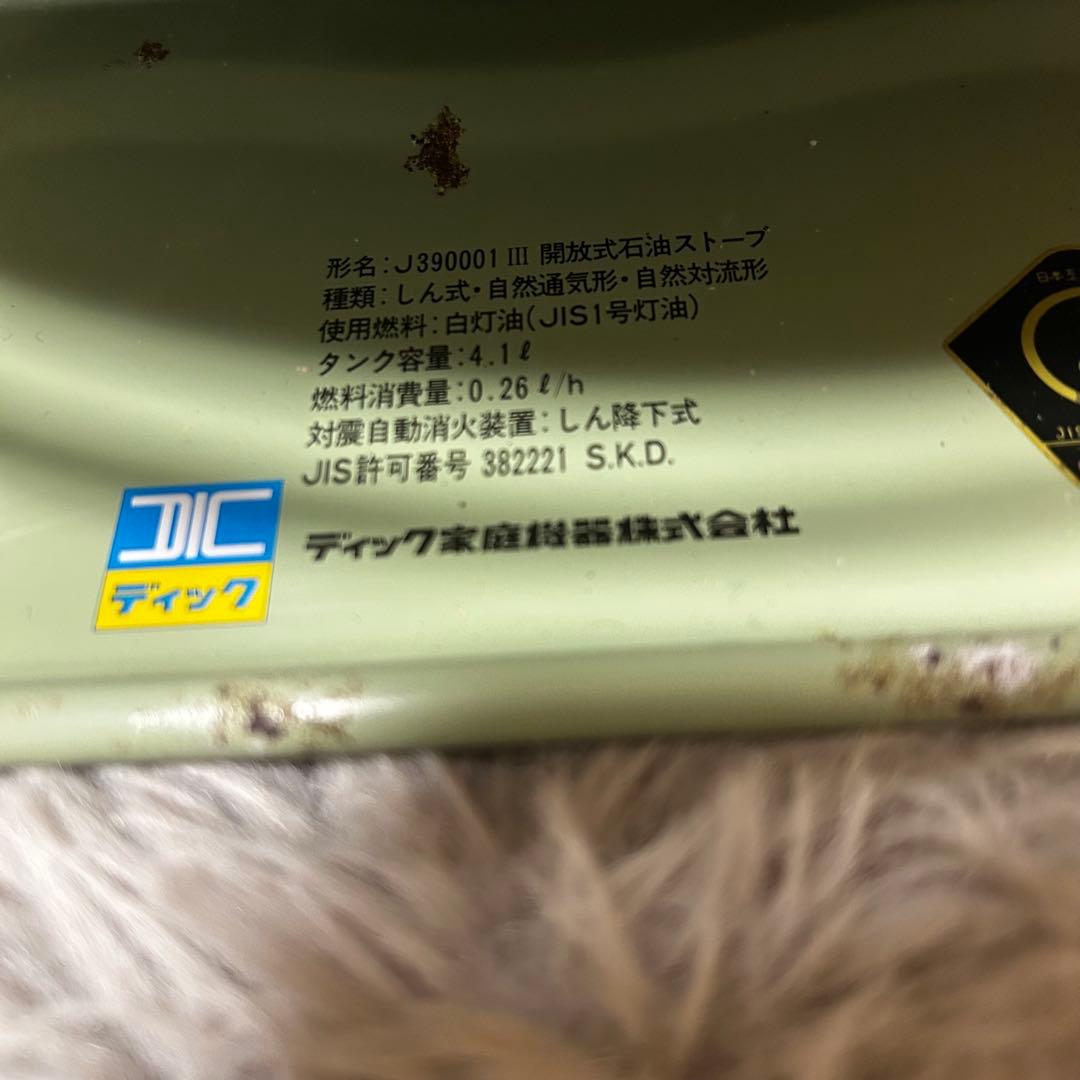 形名:J390001 III 開放式石油ストーブ
種類:しん式・自然通気形・自然対流形
使用燃料:白灯油(JIS1号灯油)
タンク容量:4.1ℓ
燃料消費量:0.26ℓ/h
対震自動消火装置:しん降下式
JIS許可番号 382221 S.K.D.
DIC
ディック
ディック家庭機器株式会社
日本
JIS